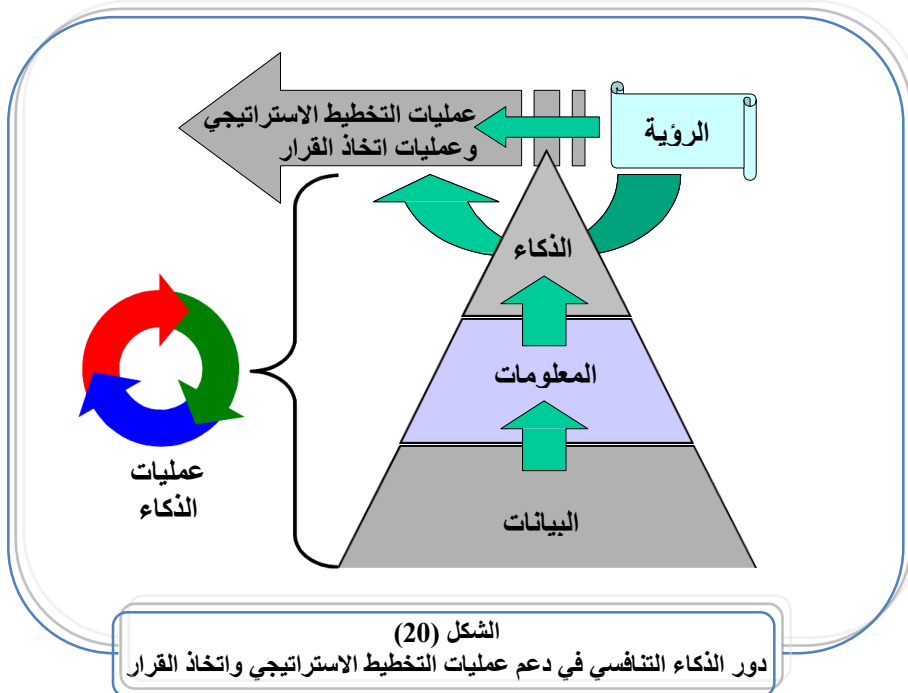 عمليات التخطيط الاستراتيجي
وعمليات اتخاذ القرار
الرؤية
الذكاء
المعلومات
البيانات
عمليات
الذكاء
الشكل (20)
دور الذكاء التنافسي في دعم عمليات التخطيط الاستراتيجي واتخاذ القرار